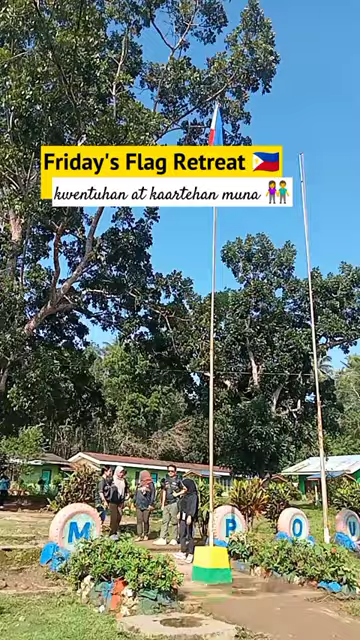 Friday's Flag Retreat 🇵🇭
kwentuhan at kaartehan muna 👭
M P O